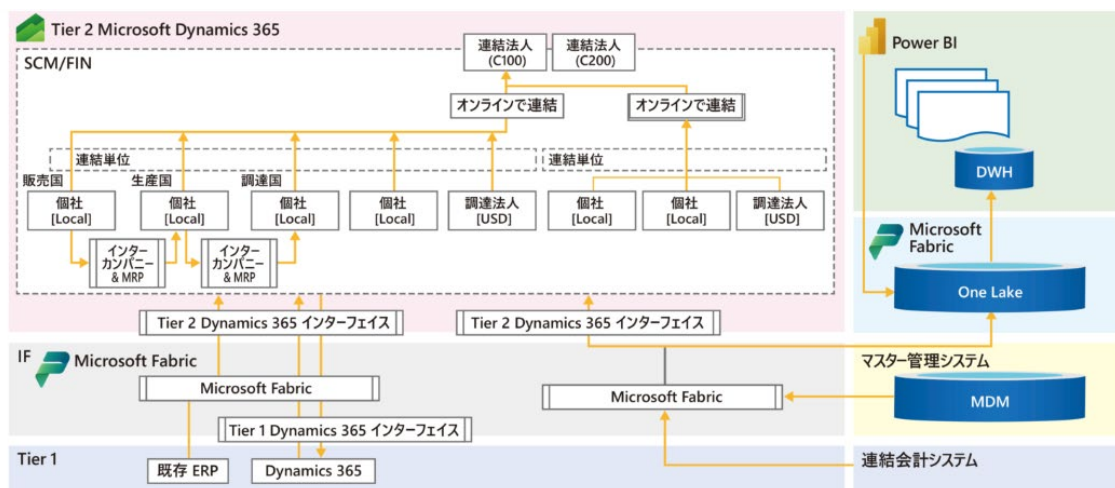 Tier 2 Microsoft Dynamics 365
SCM/FIN
連結法人
(C100)
連結法人
(C200)
オンラインで連結
オンラインで連結
連結単位
連結単位
販売国
生産国
調達国
個社
[Local]
個社
[Local]
個社
[Local]
個社
[Local]
調達法人
[USD]
個社
[Local]
個社
[Local]
調達法人
[USD]
インター
カンパニー
& MRP
インター
カンパニー
& MRP
Tier 2 Dynamics 365 インターフェイス
Tier 2 Dynamics 365 インターフェイス
IF
Microsoft Fabric
Microsoft Fabric
Microsoft Fabric
Tier 1 Dynamics 365 インターフェイス
Tier 1
既存 ERP
Dynamics 365
Power BI
DWH
Microsoft
Fabric
One Lake
マスター管理システム
MDM
連結会計システム